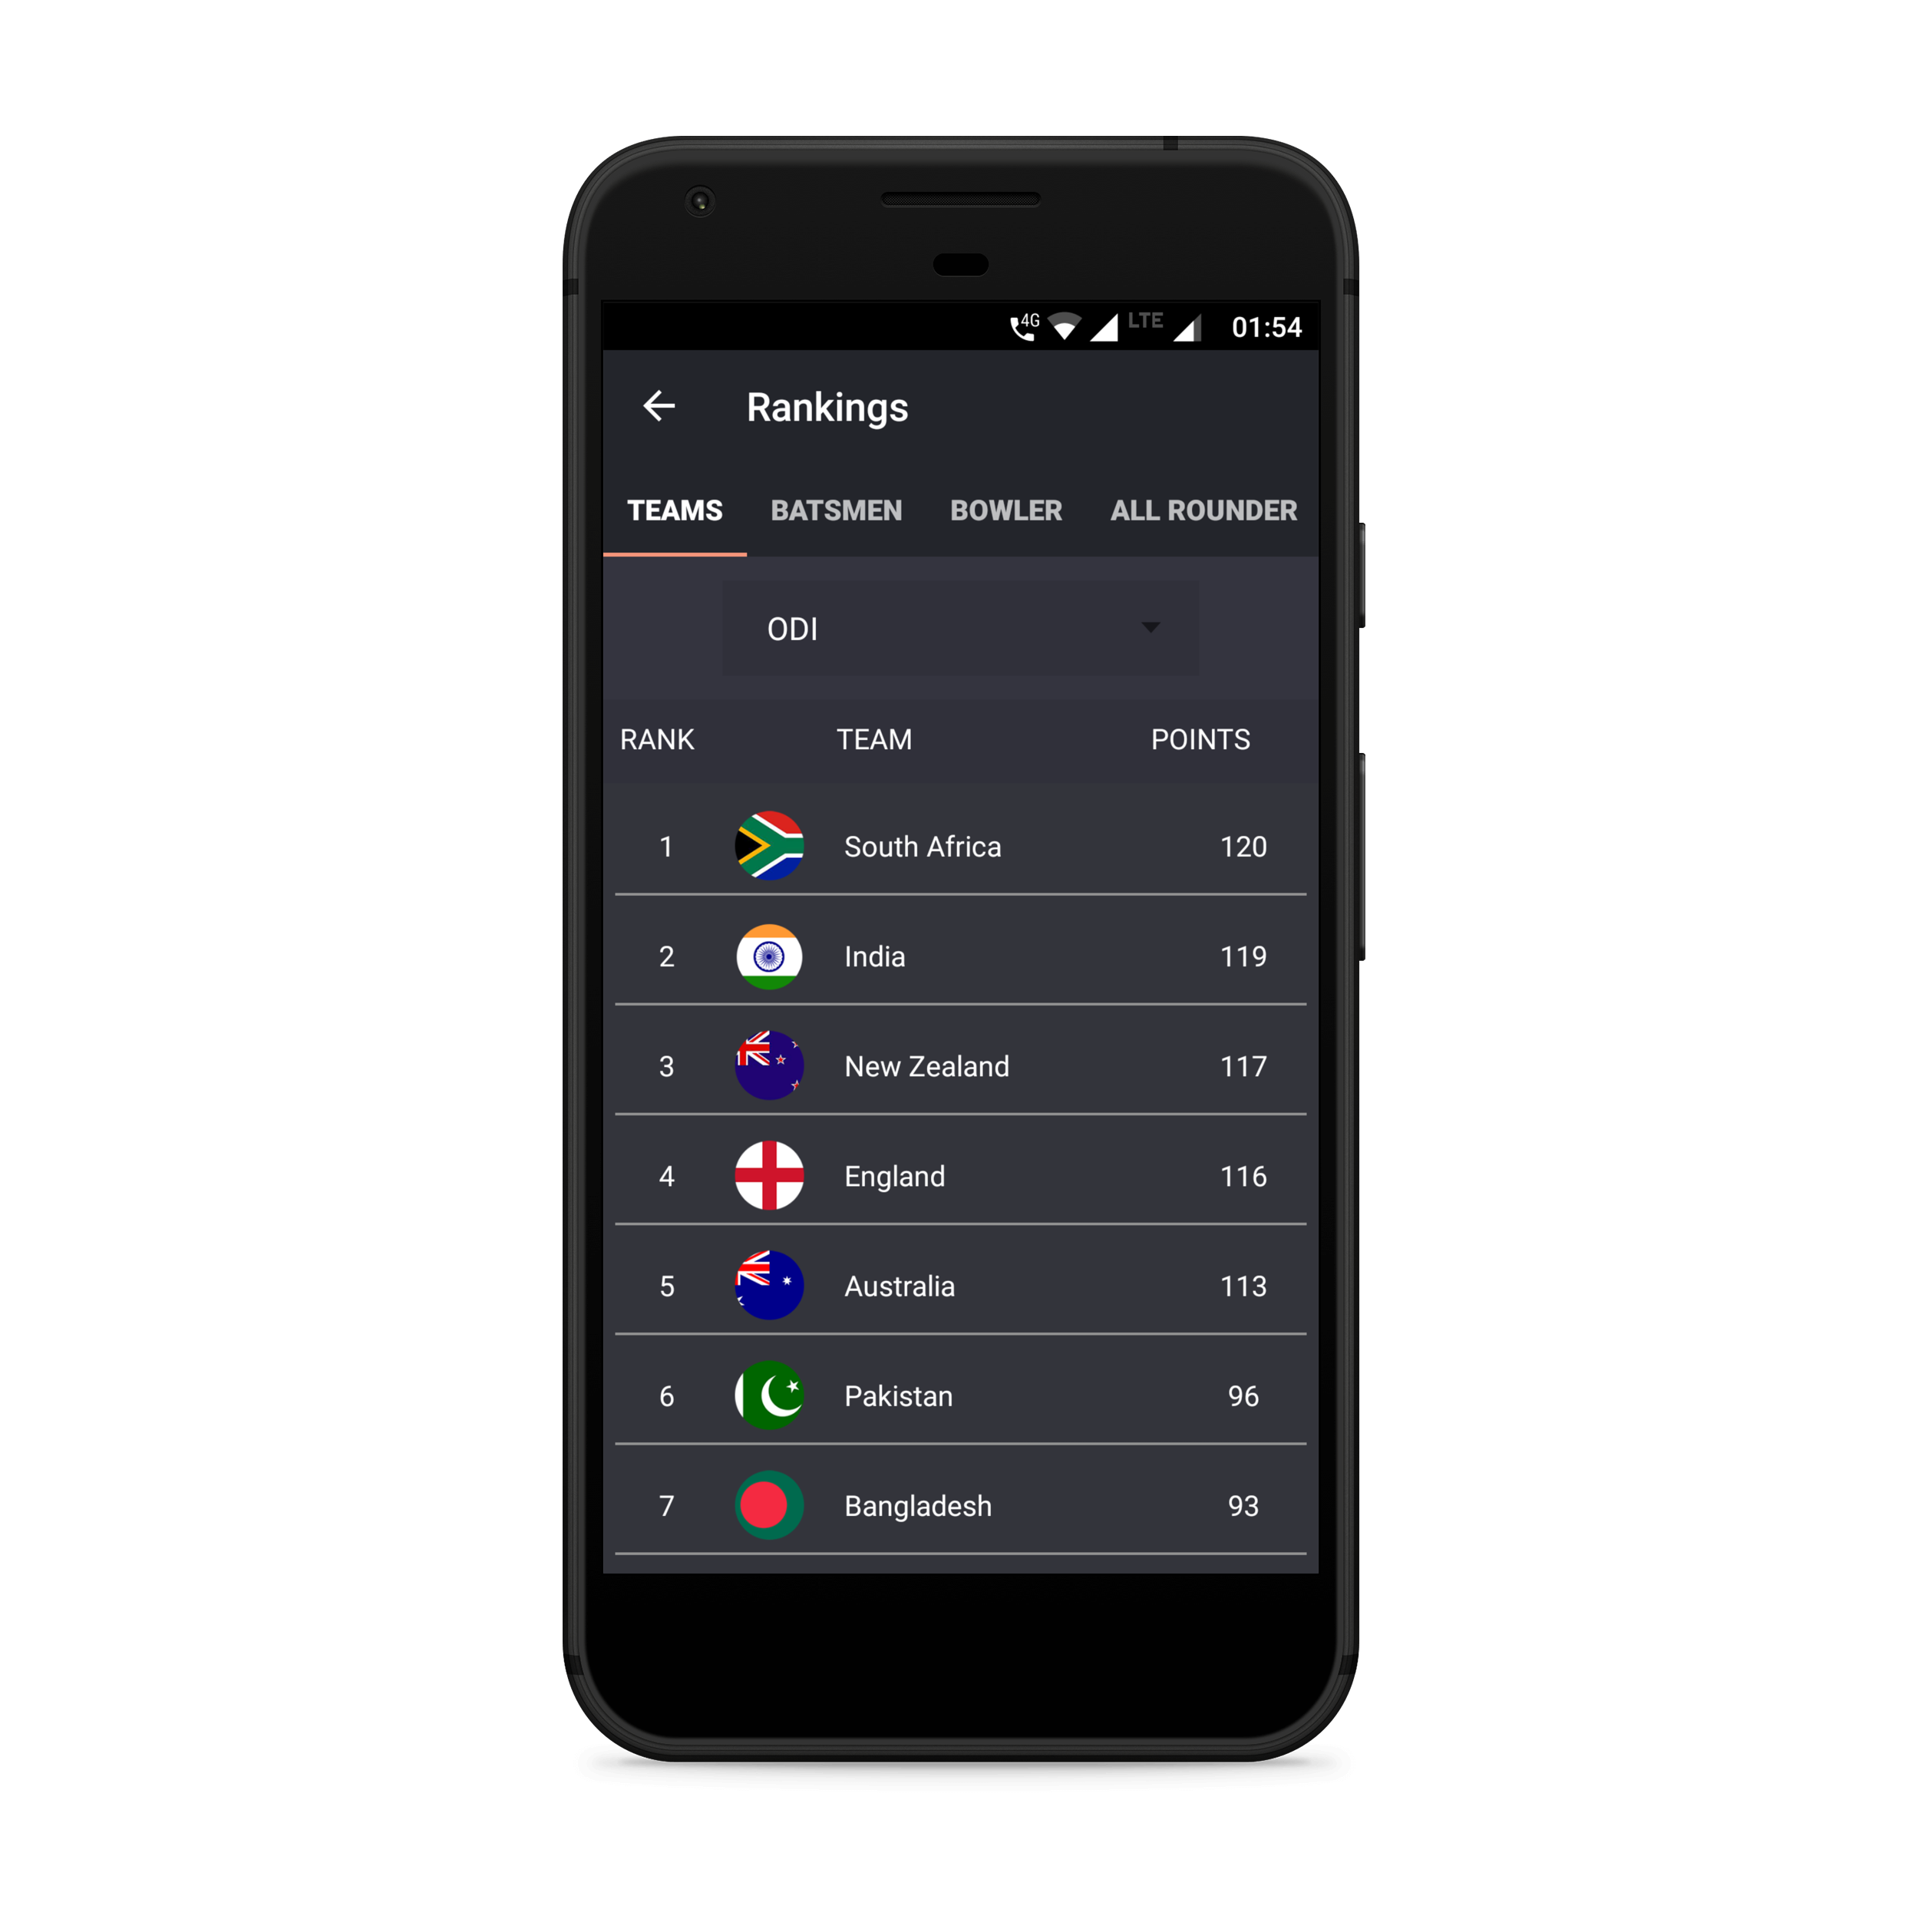 4G LTE 01:54
Rankings
TEAMS BATSMEN BOWLER ALL ROUNDER
ODI
RANK TEAM POINTS
1 South Africa 120
2 India 119
3 New Zealand 117
4 England 116
5 Australia 113
6 Pakistan 96
7 Bangladesh 93